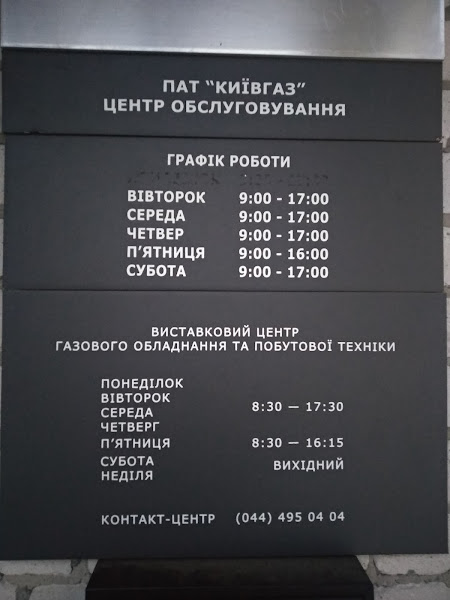 ПАТ “КИЇВГАЗ”
ЦЕНТР ОБСЛУГОВУВАННЯ
ГРАФІК РОБОТИ
ВІВТОРОК 9:00 - 17:00
СЕРЕДА 9:00 - 17:00
ЧЕТВЕР 9:00 - 17:00
П’ЯТНИЦЯ 9:00 - 16:00
СУБОТА 9:00 - 17:00
ВИСТАВКОВИЙ ЦЕНТР
ГАЗОВОГО ОБЛАДНАННЯ ТА ПОБУТОВОЇ ТЕХНІКИ
ПОНЕДІЛОК
ВІВТОРОК
СЕРЕДА 8:30 — 17:30
ЧЕТВЕРГ
П’ЯТНИЦЯ 8:30 — 16:15
СУБОТА ВИХІДНИЙ
НЕДІЛЯ
КОНТАКТ-ЦЕНТР (044) 495 04 04